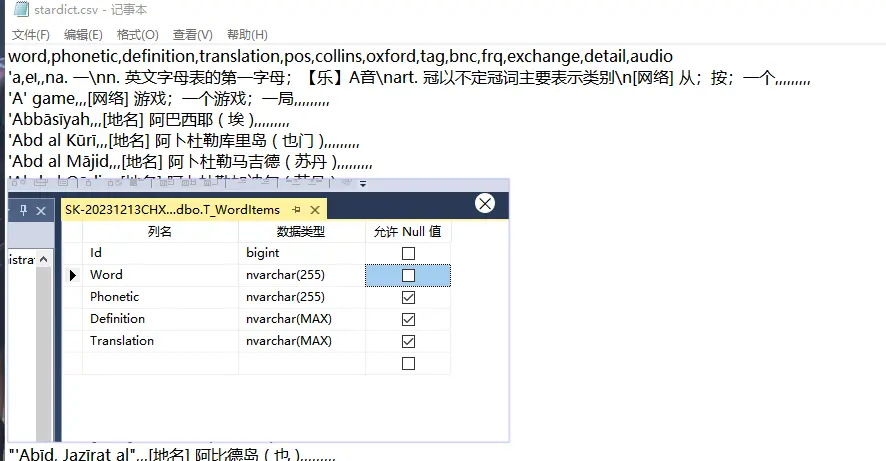 stardict.csv - 记事本
文件(F) 编辑(E) 格式(O) 查看(V) 帮助(H)
word,phonetic,definition,translation,pos,collins,oxford,tag,bnc,frq,exchange,detail,audio
'a,eɪ,,na. 一\nn. 英文字母表的第一字母；【乐】A音\nart. 冠以不定冠词主要表示类别\n[网络] 从；按；一个,,,,,,,,,
'A' game,,,[网络] 游戏；一个游戏；一局,,,,,,,,,
'Abbāsīyah,,,[地名] 阿巴西耶 ( 埃 ),,,,,,,,,
'Abd al Kūrī,,,[地名] 阿卜杜勒库里岛 ( 也门 ),,,,,,,,,
'Abd al Mājid,,,[地名] 阿卜杜勒马吉德 ( 苏丹 ),,,,,,,,,
SK-20231213CHX...dbo.T_WordItems
列名 数据类型 允许 Null 值
istrat
Id bigint
Word nvarchar(255)
Phonetic nvarchar(255)
Definition nvarchar(MAX)
Translation nvarchar(MAX)
"'Abīd, Jazīrat al",,,[地名] 阿比德岛 ( 也 ),,,,,,,,,